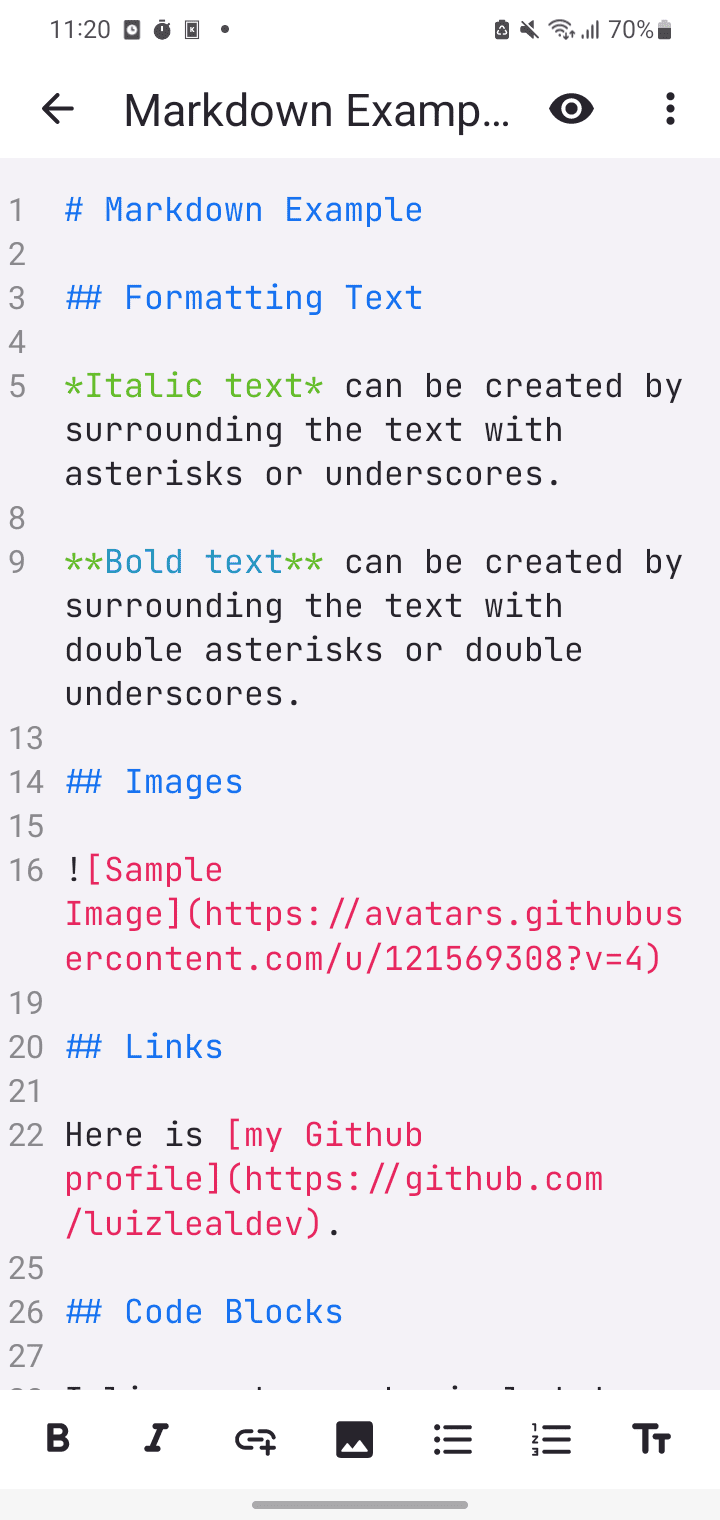 11:20 70%
Markdown Examp...
1 # Markdown Example
2
3 ## Formatting Text
4
5 *Italic text* can be created by
surrounding the text with
asterisks or underscores.
8
9 **Bold text** can be created by
surrounding the text with
double asterisks or double
underscores.
13
14 ## Images
15
16 ![Sample
Image](https://avatars.githubus
ercontent.com/u/121569308?v=4)
19
20 ## Links
21
22 Here is [my Github
profile](https://github.com
/luizlealdev).
25
26 ## Code Blocks
27